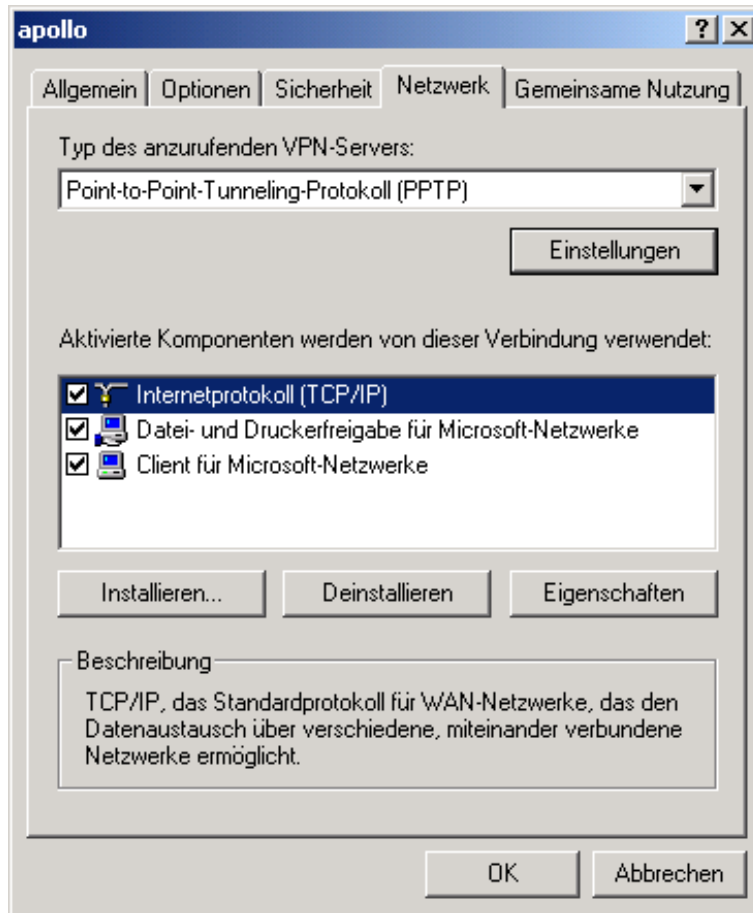 apollo
Allgemein Optionen Sicherheit Netzwerk Gemeinsame Nutzung
Typ des anzurufenden VPN-Servers:
Point-to-Point-Tunneling-Protokoll (PPTP)
Einstellungen
Aktivierte Komponenten werden von dieser Verbindung verwendet:
Internetprotokoll (TCP/IP)
Datei- und Druckerfreigabe für Microsoft-Netzwerke
Client für Microsoft-Netzwerke
Installieren... Deinstallieren Eigenschaften
Beschreibung
TCP/IP, das Standardprotokoll für WAN-Netzwerke, das den
Datenaustausch über verschiedene, miteinander verbundene
Netzwerke ermöglicht.
OK Abbrechen